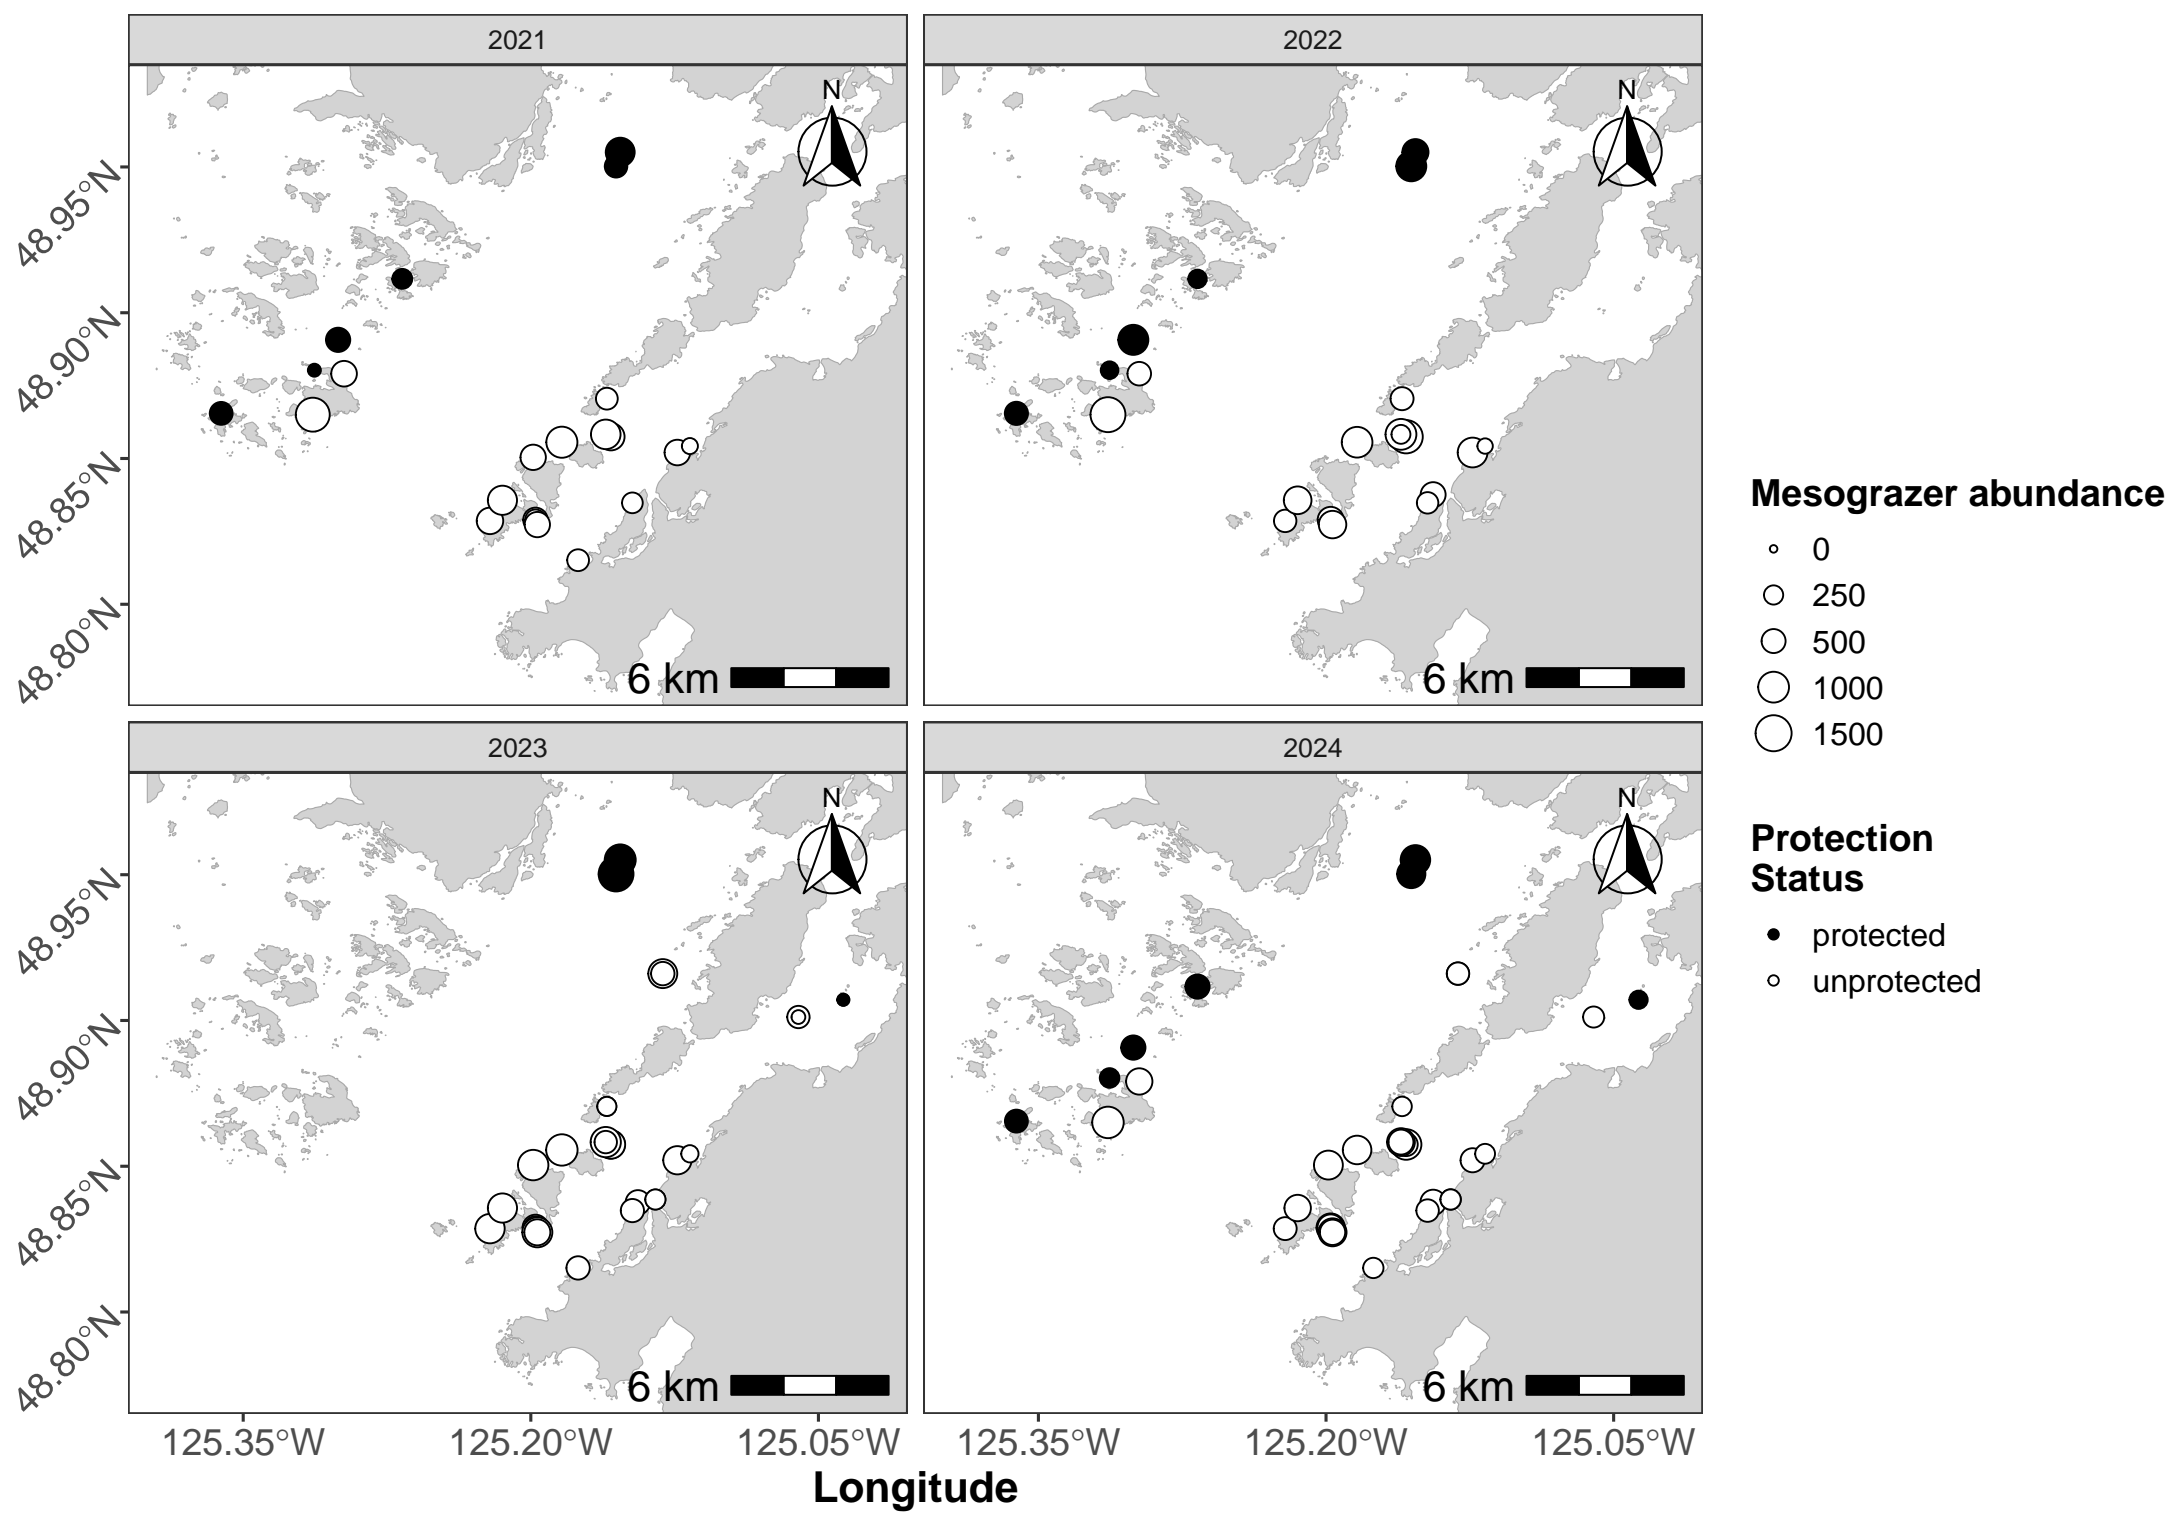 2021
2022
N
N
48.95°N
48.90°N
48.85°N
48.80°N
6 km
6 km
2023
2024
N
N
48.95°N
48.90°N
48.85°N
48.80°N
6 km
6 km
125.35°W
125.20°W
125.05°W
125.35°W
125.20°W
125.05°W
Longitude
Mesograzer abundance
0
250
500
1000
1500
Protection
Status
protected
unprotected